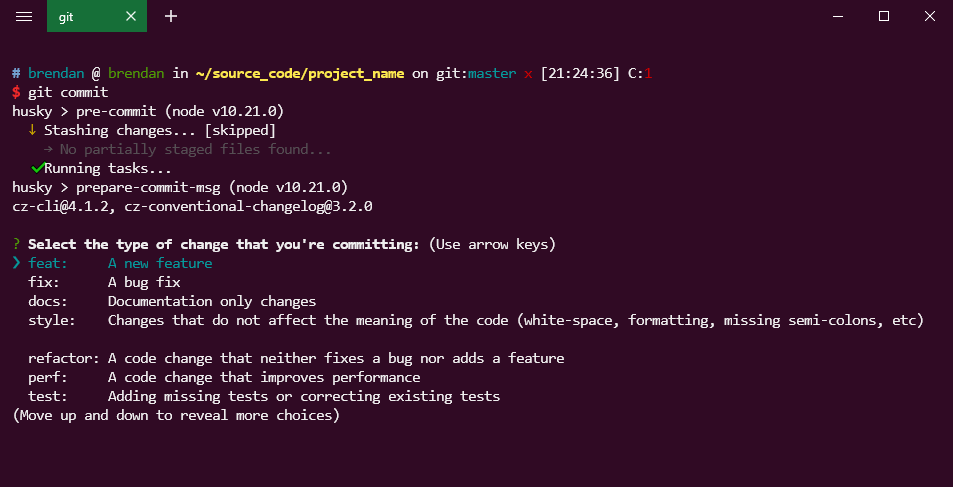 git
# brendan @ brendan in ~/source_code/project_name on git:master x [21:24:36] C:1
$ git commit
husky > pre-commit (node v10.21.0)
↓ Stashing changes... [skipped]
→ No partially staged files found...
✔Running tasks...
husky > prepare-commit-msg (node v10.21.0)
cz-cli@4.1.2, cz-conventional-changelog@3.2.0
? Select the type of change that you're committing: (Use arrow keys)
❯ feat:     A new feature
fix:      A bug fix
docs:     Documentation only changes
style:    Changes that do not affect the meaning of the code (white-space, formatting, missing semi-colons, etc)
refactor: A code change that neither fixes a bug nor adds a feature
perf:     A code change that improves performance
test:     Adding missing tests or correcting existing tests
(Move up and down to reveal more choices)